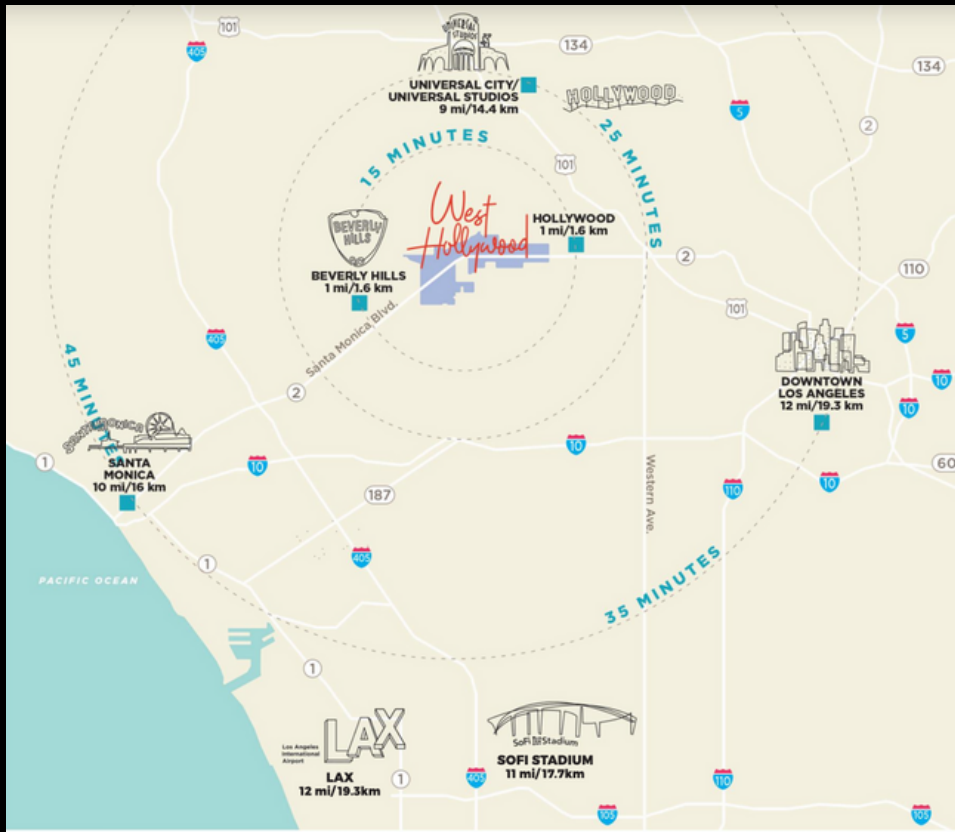 101
405
UNIVERSAL
STUDIOS
134
134
UNIVERSAL CITY/
UNIVERSAL STUDIOS
9 mi/14.4 km
HOLLYWOOD
5
2
15 MINUTES
25 MINUTES
101
West
Hollywood
BEVERLY
HILLS
HOLLYWOOD
1 mi/1.6 km
BEVERLY HILLS
1 mi/1.6 km
2
110
101
Santa Monica Blvd.
405
5
45 MINUTES
2
DOWNTOWN
LOS ANGELES
12 mi/19.3 km
10
10
SANTA MONICA
SANTA
MONICA
10 mi/16 km
1
10
10
60
187
Western Ave.
110
10
405
1
35 MINUTES
PACIFIC OCEAN
1
LAX
Los Angeles
International
Airport
SoFi Stadium
SOFI STADIUM
11 mi/17.7km
LAX
12 mi/19.3km
1
405
110
105
105